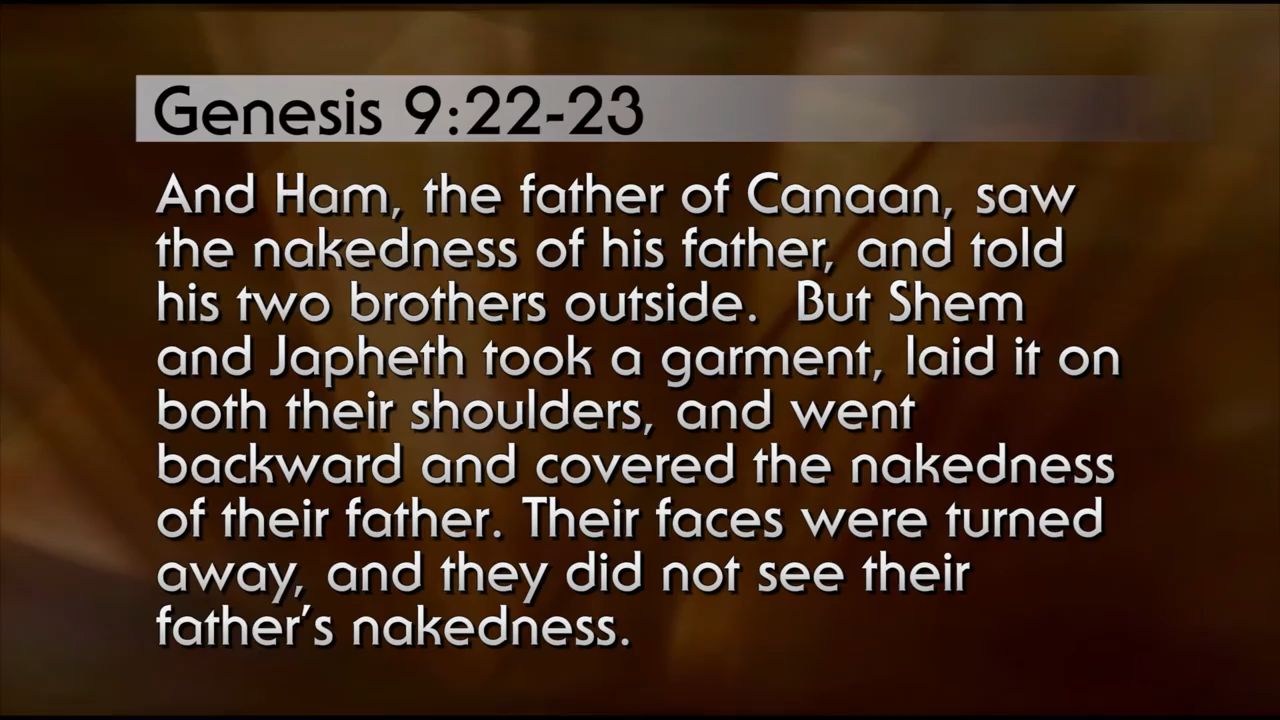 Genesis 9:22-23
And Ham, the father of Canaan, saw
the nakedness of his father, and told
his two brothers outside.  But Shem
and Japheth took a garment, laid it on
both their shoulders, and went
backward and covered the nakedness
of their father. Their faces were turned
away, and they did not see their
father's nakedness.